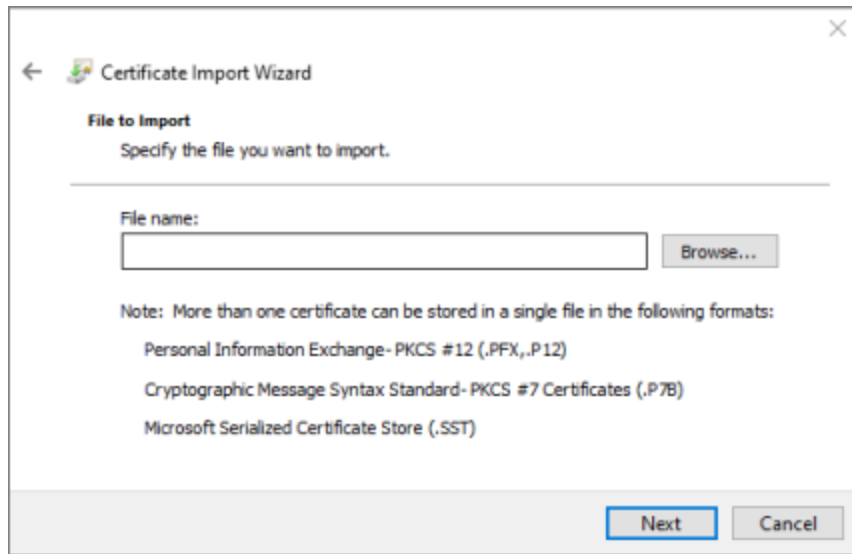 Certificate Import Wizard
File to Import
Specify the file you want to import.
File name:
Browse...
Note: More than one certificate can be stored in a single file in the following formats:
Personal Information Exchange- PKCS #12 (.PFX,.P12)
Cryptographic Message Syntax Standard- PKCS #7 Certificates (.P7B)
Microsoft Serialized Certificate Store (.SST)
Next
Cancel